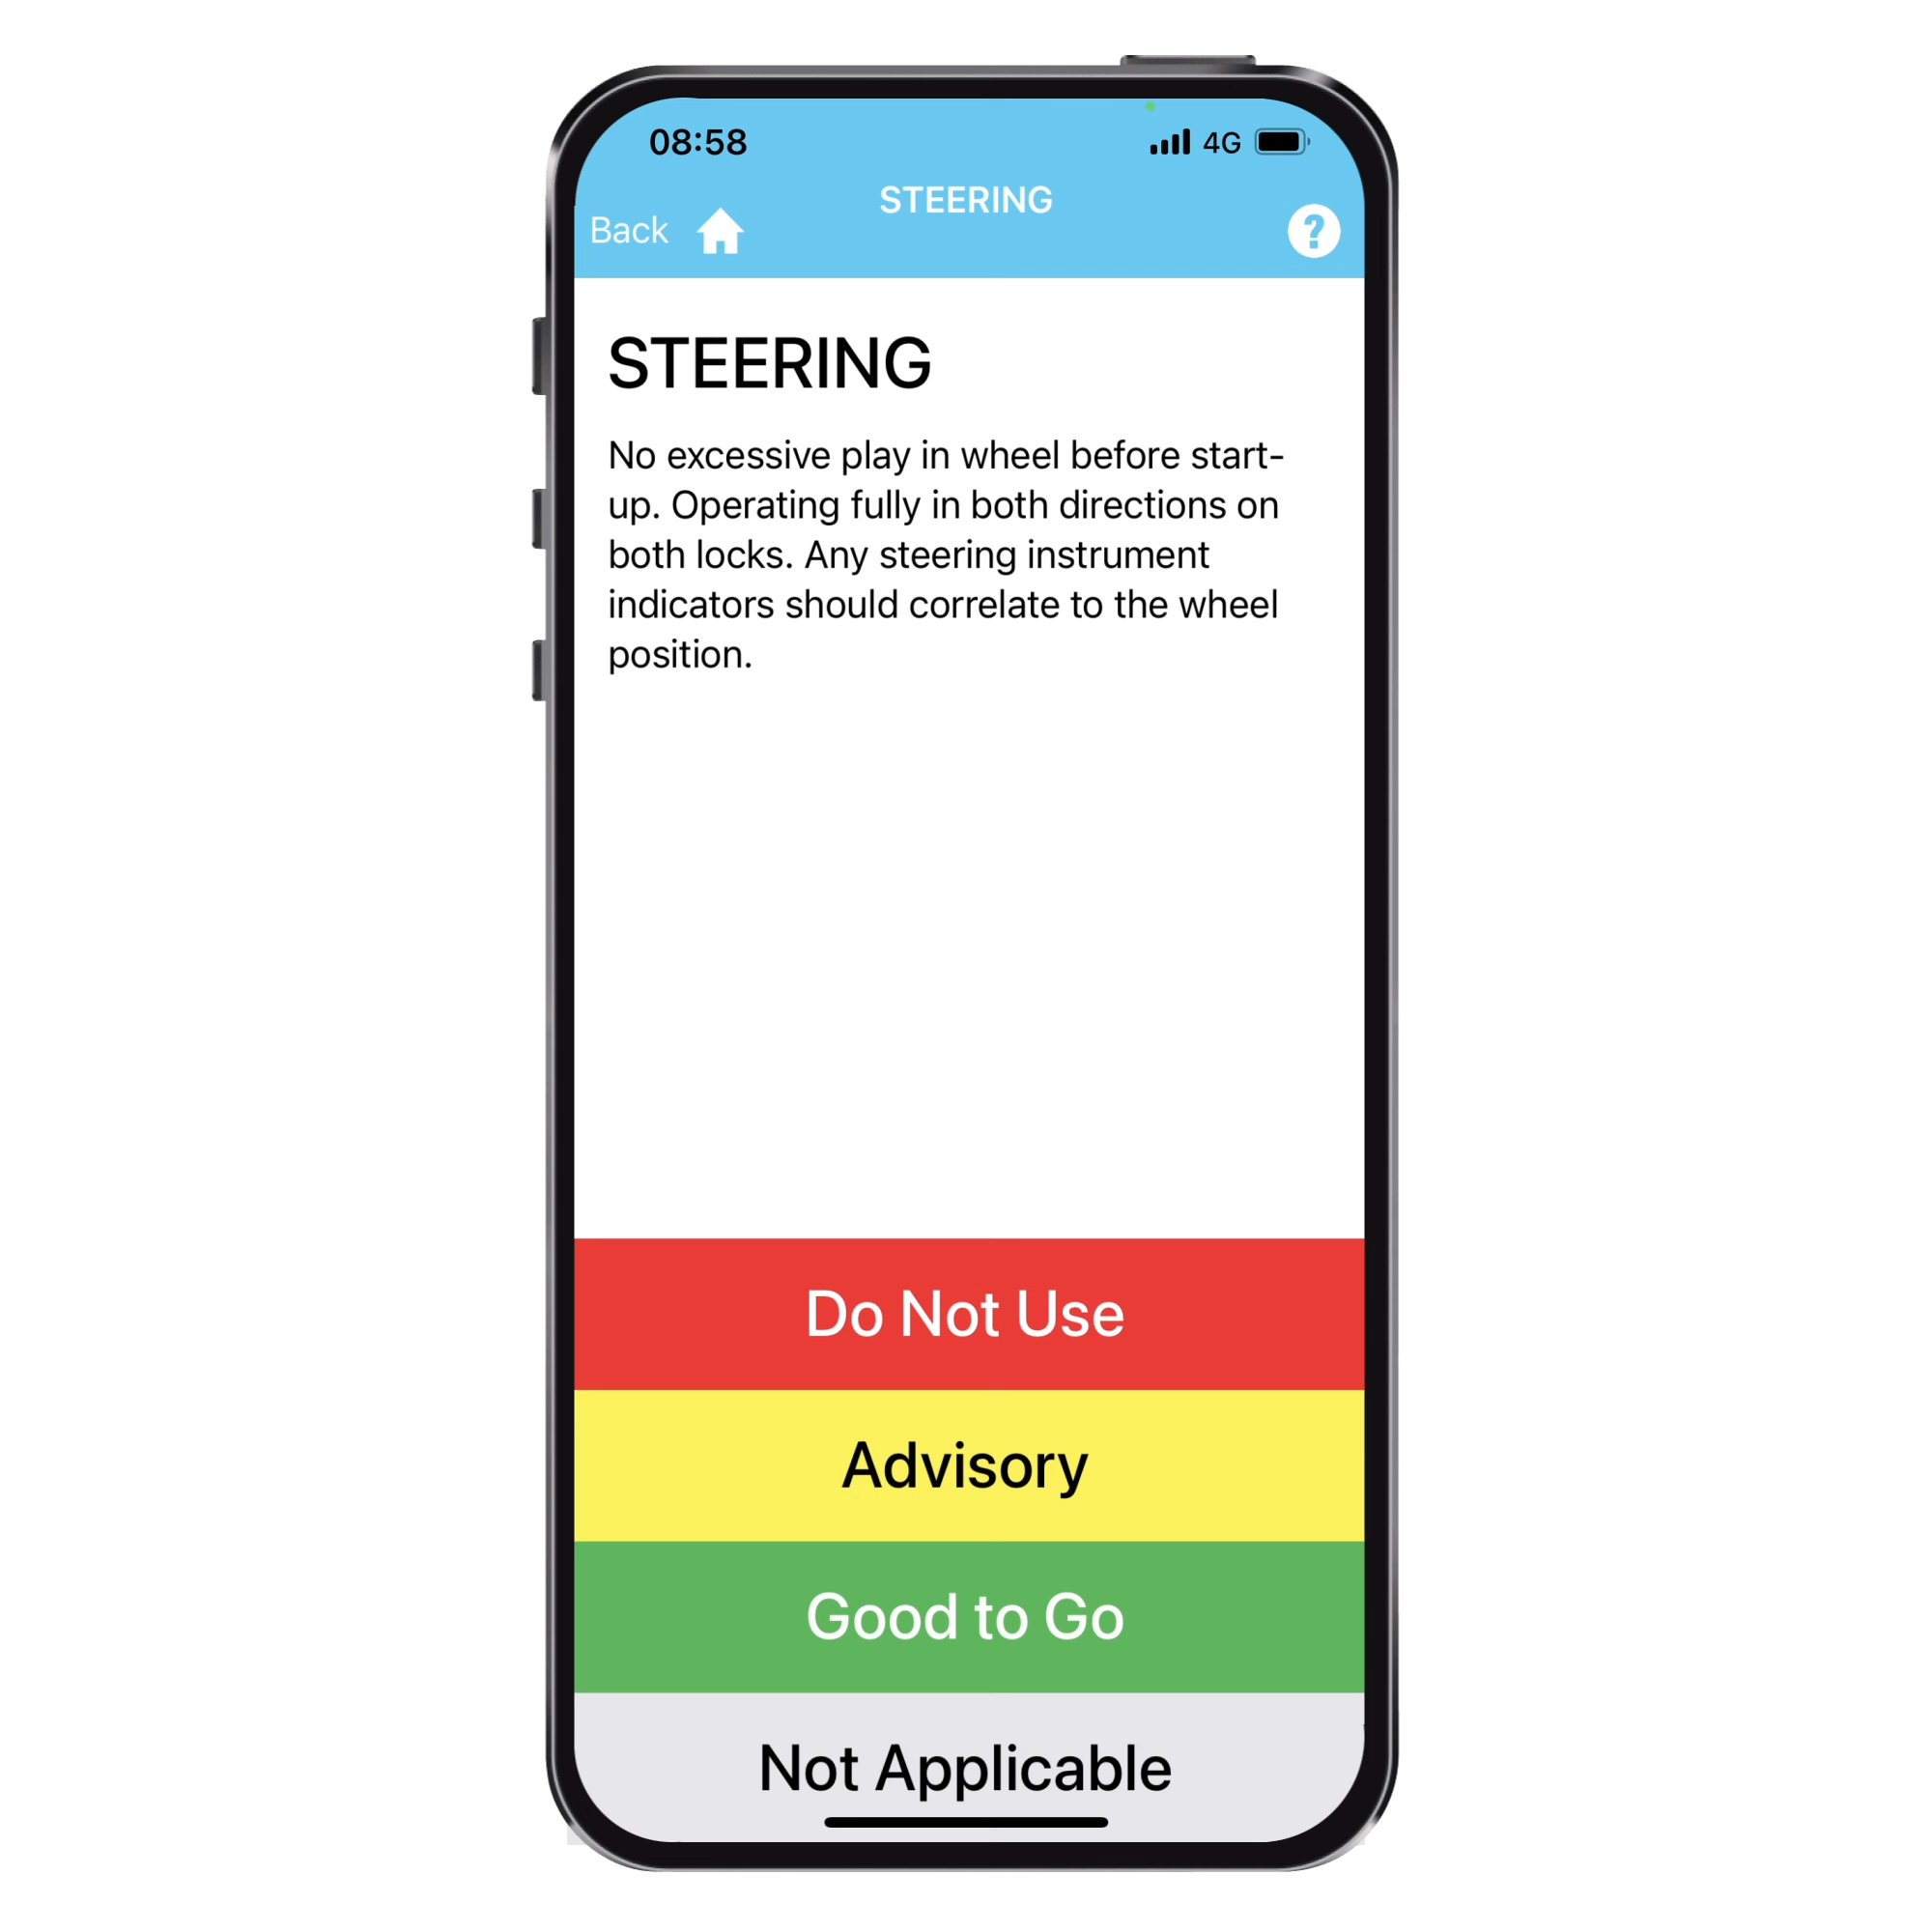 08:58
4G
STEERING
Back
?
STEERING
No excessive play in wheel before start-
up. Operating fully in both directions on
both locks. Any steering instrument
indicators should correlate to the wheel
position.
Do Not Use
Advisory
Good to Go
Not Applicable